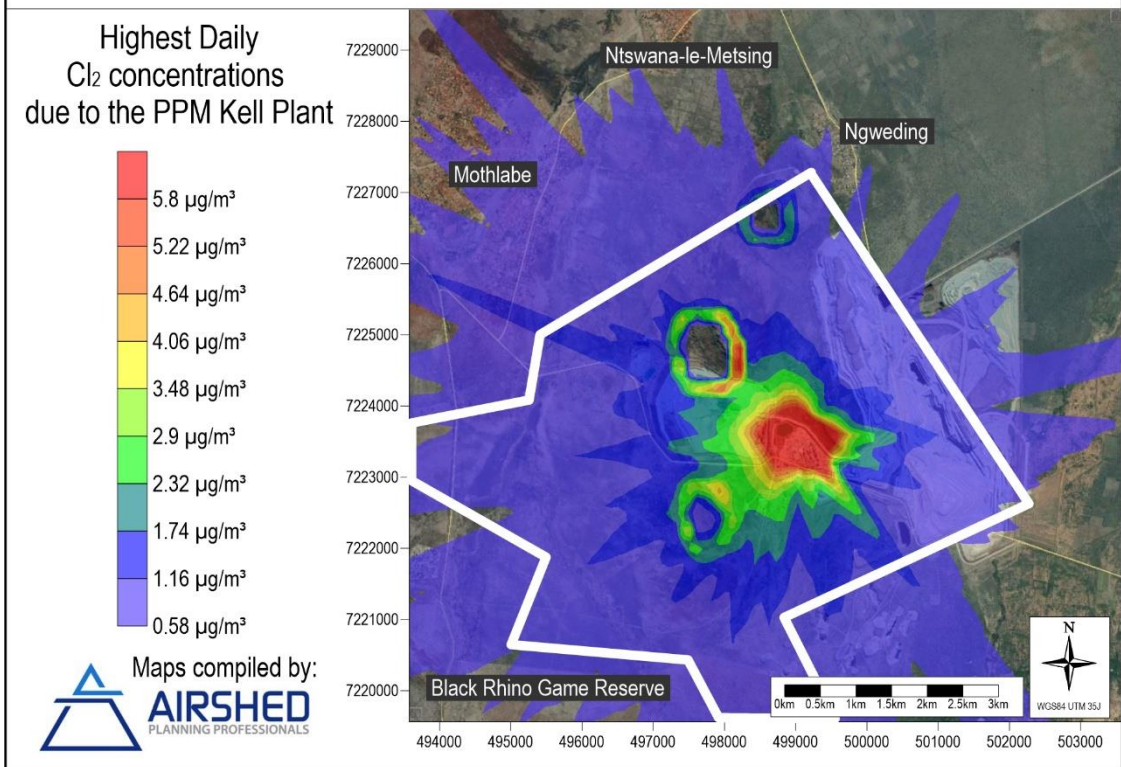 Highest Daily
Cl₂ concentrations
due to the PPM Kell Plant
5.8 µg/m³
5.22 µg/m³
4.64 µg/m³
4.06 µg/m³
3.48 µg/m³
2.9 µg/m³
2.32 µg/m³
1.74 µg/m³
1.16 µg/m³
0.58 µg/m³
Maps compiled by:
AIRSHED
PLANNING PROFESSIONALS
7229000
7228000
7227000
7226000
7225000
7224000
7223000
7222000
7221000
7220000
Ntswana-le-Metsing
Ngweding
Mothlabe
Black Rhino Game Reserve
0km 0.5km 1km 1.5km 2km 2.5km 3km
N
WGS84 UTM 35J
494000 495000 496000 497000 498000 499000 500000 501000 502000 503000